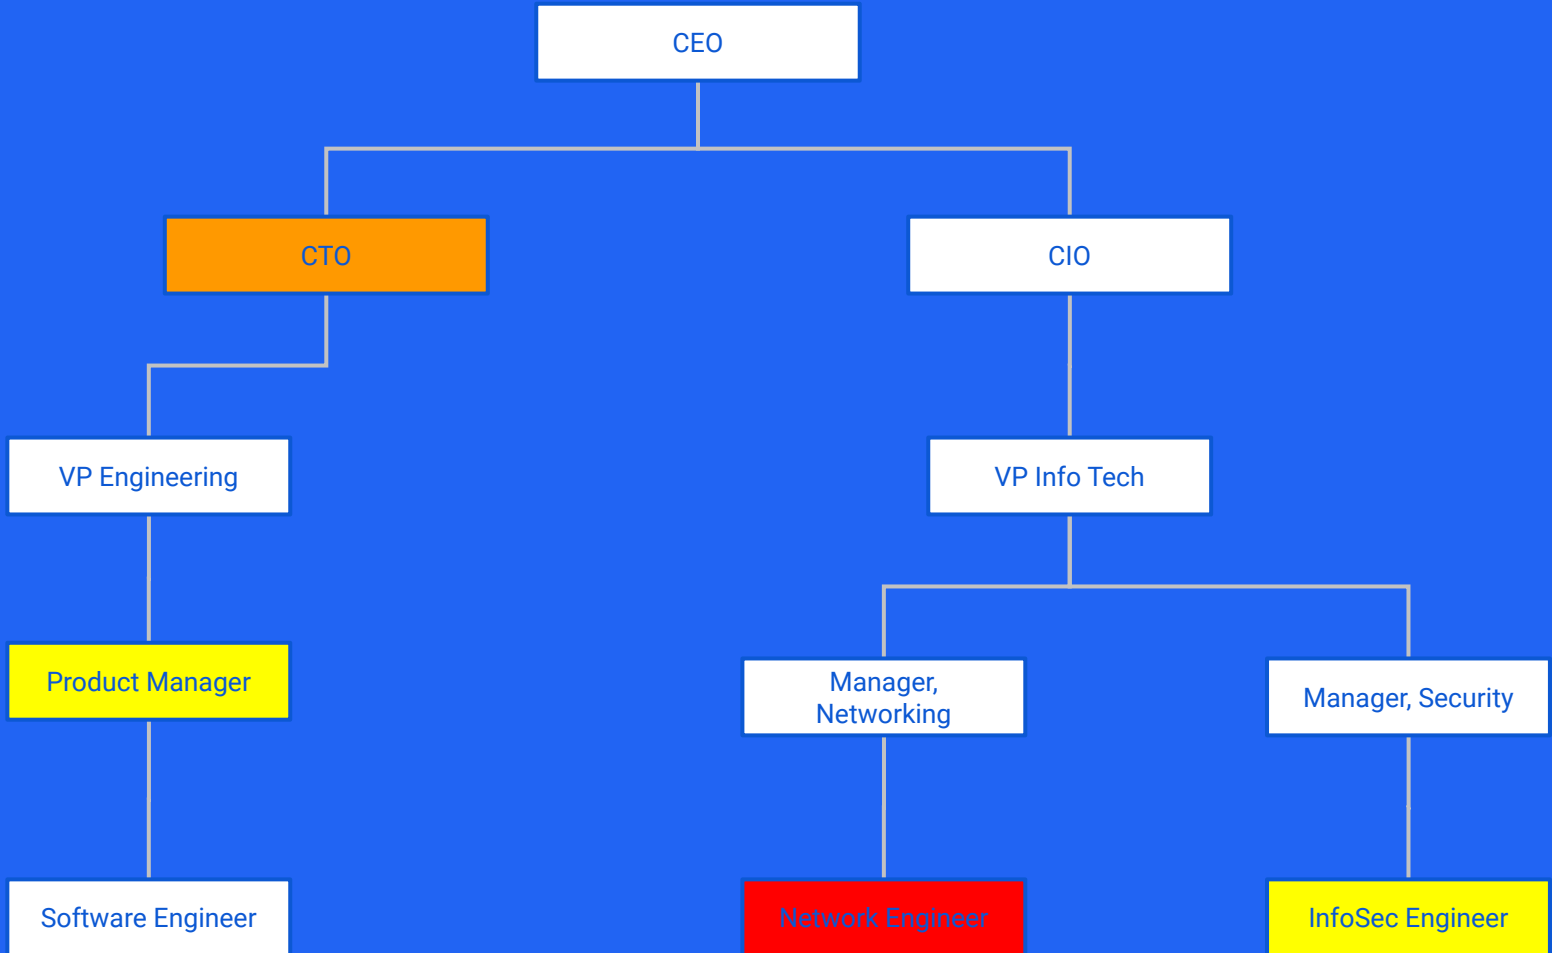 CEO
CTO
CIO
VP Engineering
VP Info Tech
Product Manager
Manager,
Networking
Manager, Security
Software Engineer
Network Engineer
InfoSec Engineer